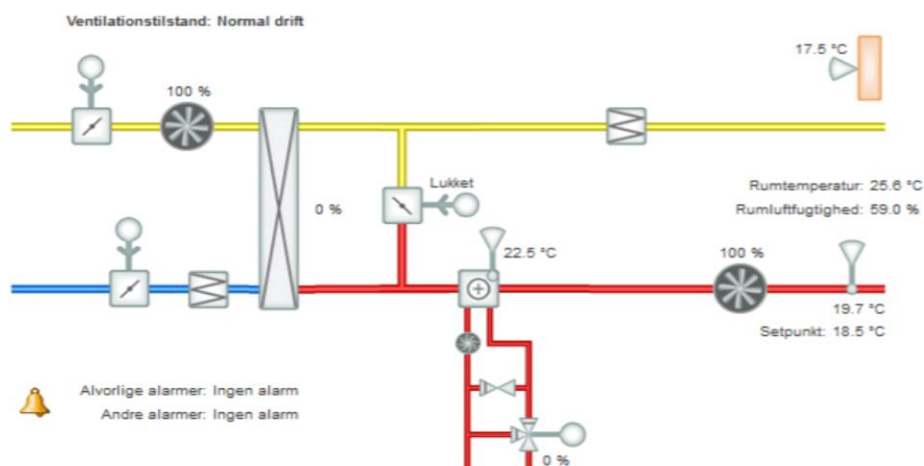 Ventilationstilstand: Normal drift
17.5 °C
100 %
Lukket
0 %
Rumtemperatur: 25.6 °C
Rumluftfugtighed: 59.0 %
22.5 °C
100 %
19.7 °C
Setpunkt: 18.5 °C
Alvorlige alarmer: Ingen alarm
Andre alarmer: Ingen alarm
0 %